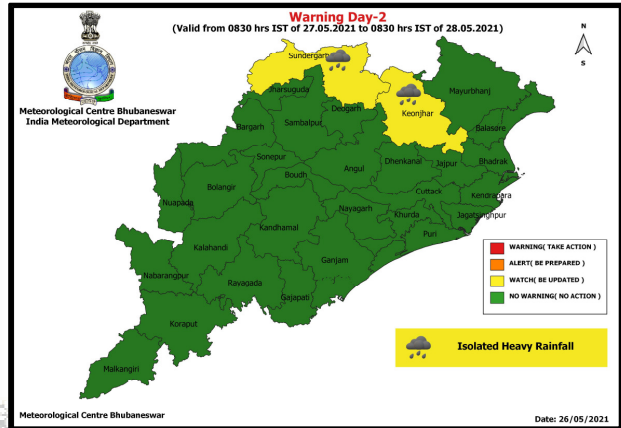 Warning Day-2
(Valid from 0830 hrs IST of 27.05.2021 to 0830 hrs IST of 28.05.2021)
N
S
Meteorological Centre Bhubaneswar
India Meteorological Department
Sundergarh
Jharsuguda
Deogarh
Keonjhar
Mayurbhanj
Balasore
Bargarh
Sambalpur
Sonepur
Angul
Dhenkanal
Jajpur
Bhadrak
Boudh
Bolangir
Cuttack
Kendrapara
Nuapada
Nayagarh
Khurda
Jagatsinghpur
Kandhamal
Puri
Kalahandi
Nabarangpur
Rayagada
Ganjam
Gajapati
Koraput
Malkangiri
WARNING( TAKE ACTION )
ALERT( BE PREPARED )
WATCH( BE UPDATED )
NO WARNING( NO ACTION )
Isolated Heavy Rainfall
Meteorological Centre Bhubaneswar
Date: 26/05/2021